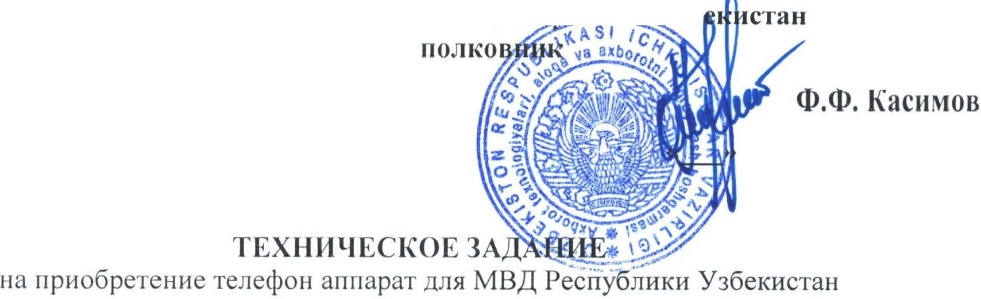 екистан
полковник
Ф.Ф. Касимов
ТЕХНИЧЕСКОЕ ЗАДАНИЕ
на приобретение телефон аппарат для МВД Республики Узбекистан